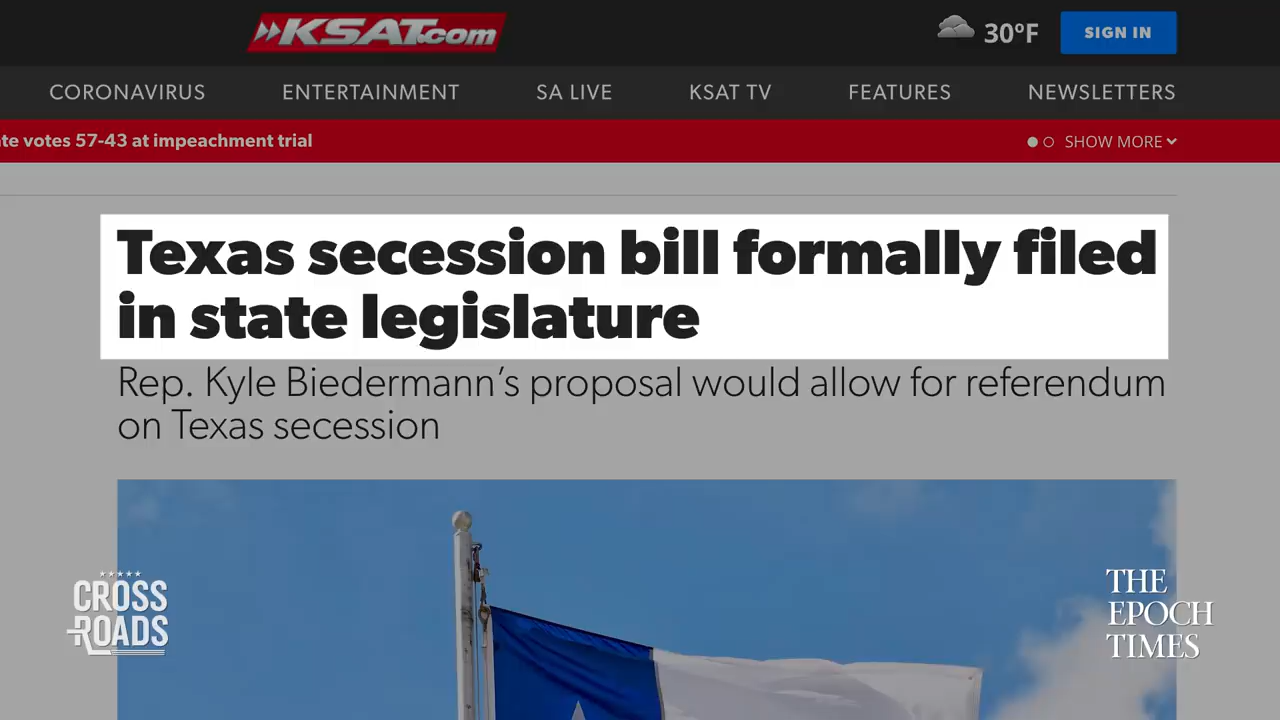 KSAT.com
30°F
SIGN IN
CORONAVIRUS ENTERTAINMENT SA LIVE KSAT TV FEATURES NEWSLETTERS
te votes 57-43 at impeachment trial
SHOW MORE
Texas secession bill formally filed
in state legislature
Rep. Kyle Biedermann’s proposal would allow for referendum
on Texas secession
CROSS
ROADS
THE
EPOCH
TIMES